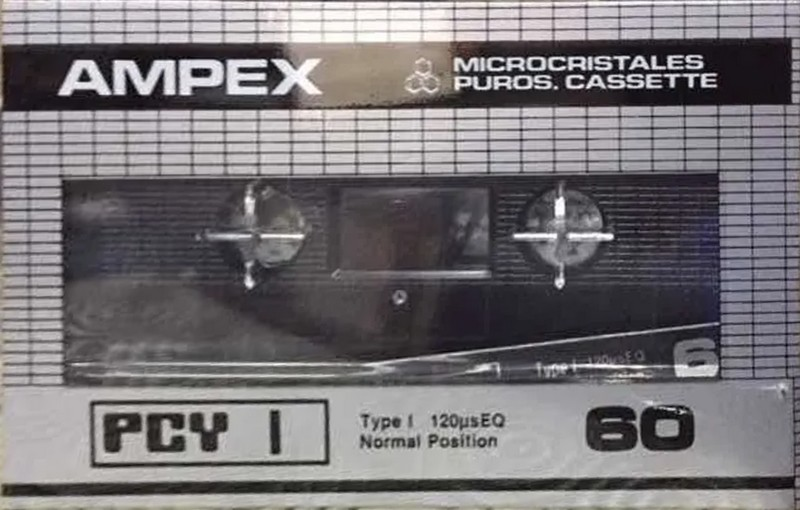 AMPEX
MICROCRISTALES
PUROS. CASSETTE
Type I 120µsEQ
6
PCY I
Type I 120µsEQ
Normal Position
60